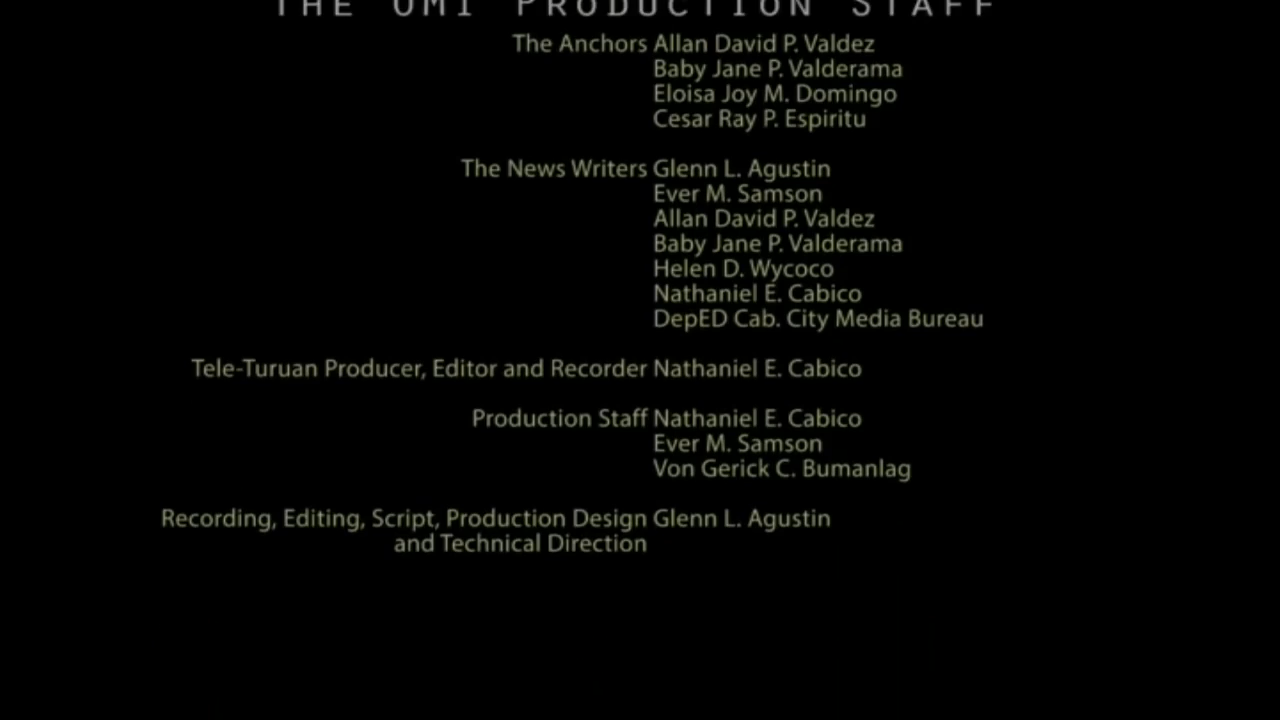 THE OMI PRODUCTION STAFF
The Anchors Allan David P. Valdez
Baby Jane P. Valderama
Eloisa Joy M. Domingo
Cesar Ray P. Espiritu
The News Writers Glenn L. Agustin
Ever M. Samson
Allan David P. Valdez
Baby Jane P. Valderama
Helen D. Wycoco
Nathaniel E. Cabico
DepED Cab. City Media Bureau
Tele-Turuan Producer, Editor and Recorder Nathaniel E. Cabico
Production Staff Nathaniel E. Cabico
Ever M. Samson
Von Gerick C. Bumanlag
Recording, Editing, Script, Production Design Glenn L. Agustin
and Technical Direction